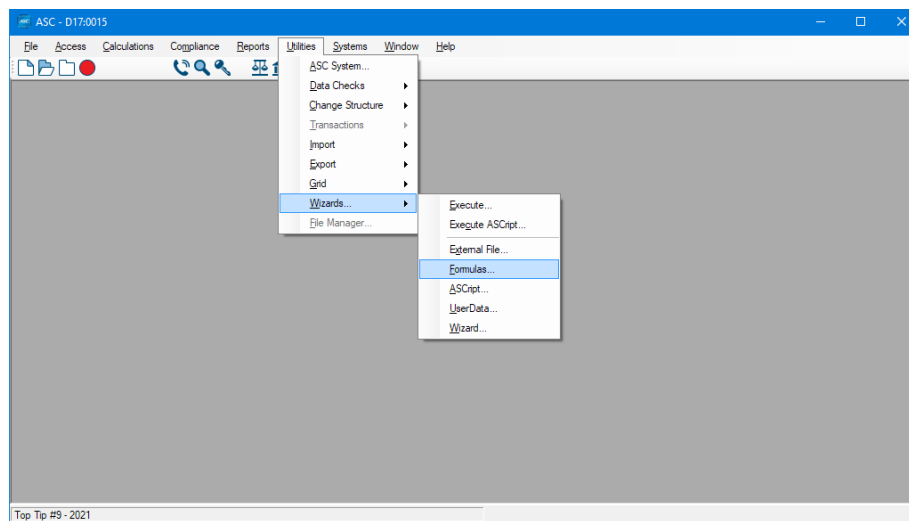 ASC - D17:0015
File Access Calculations Compliance Reports Utilities Systems Window Help
ASC System...
Data Checks
Change Structure
Transactions
Import
Export
Grid
Wizards...
File Manager...
Execute...
Execute ASCript...
External File...
Formulas...
ASCript...
UserData...
Wizard...
Top Tip #9 - 2021